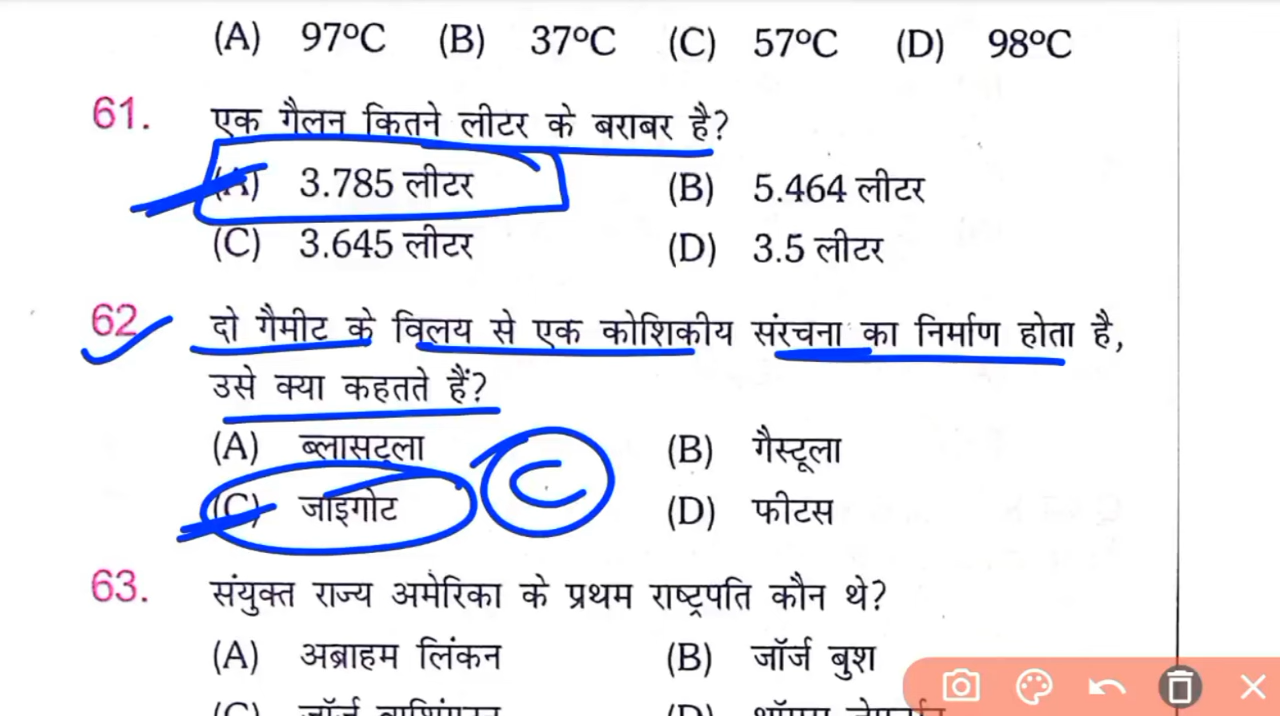 (A) 97°C (B) 37°C (C) 57°C (D) 98°C
61. एक गैलन कितने लीटर के बराबर है?
(A) 3.785 लीटर (B) 5.464 लीटर
(C) 3.645 लीटर (D) 3.5 लीटर
62 दो गैमीट के विलय से एक कोशिकीय संरचना का निर्माण होता है,
उसे क्या कहतते हैं?
(A) ब्लासटूला (B) गैस्टूला
C
(C) जाइगोट (D) फीटस
63. संयुक्त राज्य अमेरिका के प्रथम राष्ट्रपति कौन थे?
(A) अब्राहम लिंकन (B) जॉर्ज बुश
(C) जॉर्ज वाशिंगटन (D)